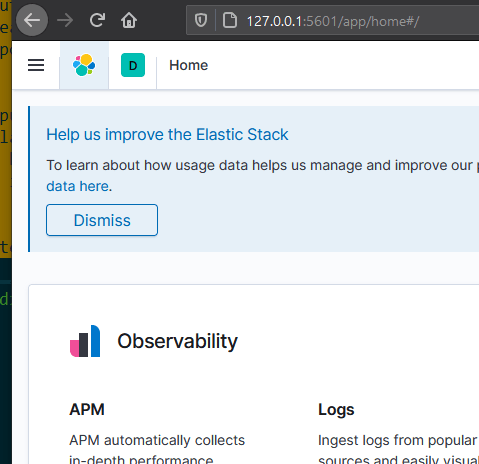 127.0.0.1:5601/app/home#/
D Home
Help us improve the Elastic Stack
To learn about how usage data helps us manage and improve our
data here.
Dismiss
Observability
APM Logs
APM automatically collects Ingest logs from popular
in-depth performance sources and easily